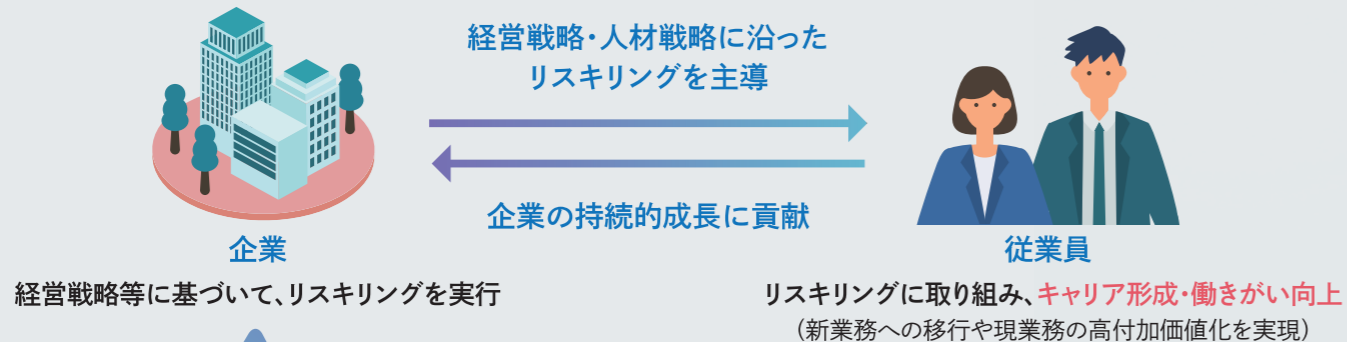 経営戦略・人材戦略に沿った
リスキリングを主導
企業の持続的成長に貢献
企業
従業員
経営戦略等に基づいて、リスキリングを実行
リスキリングに取り組み、キャリア形成・働きがい向上
（新業務への移行や現業務の高付加価値化を実現）